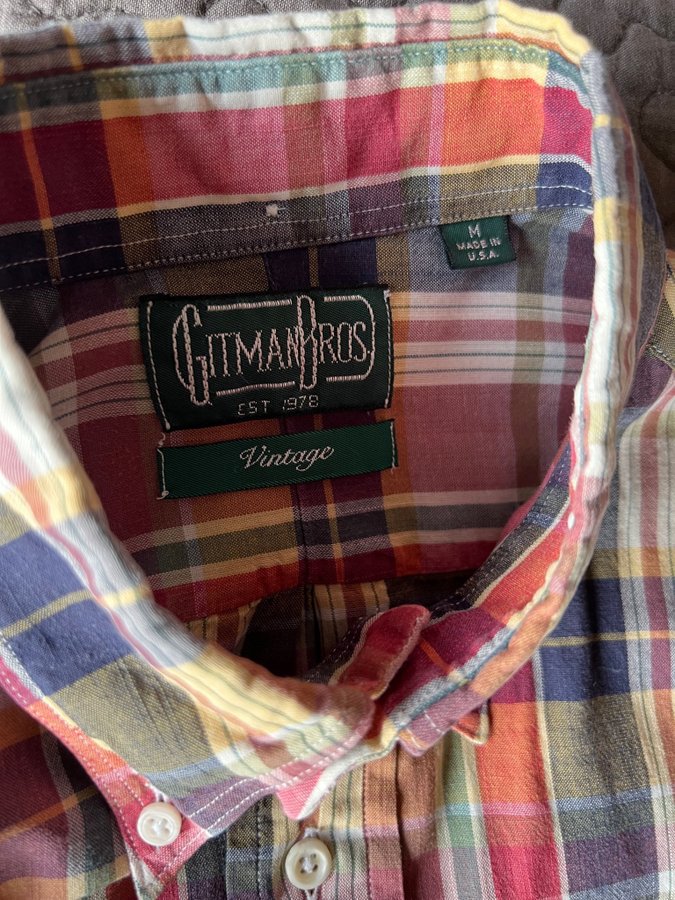 M
MADE IN
U.S.A.
GITMAN BROS.
EST 1978
Vintage